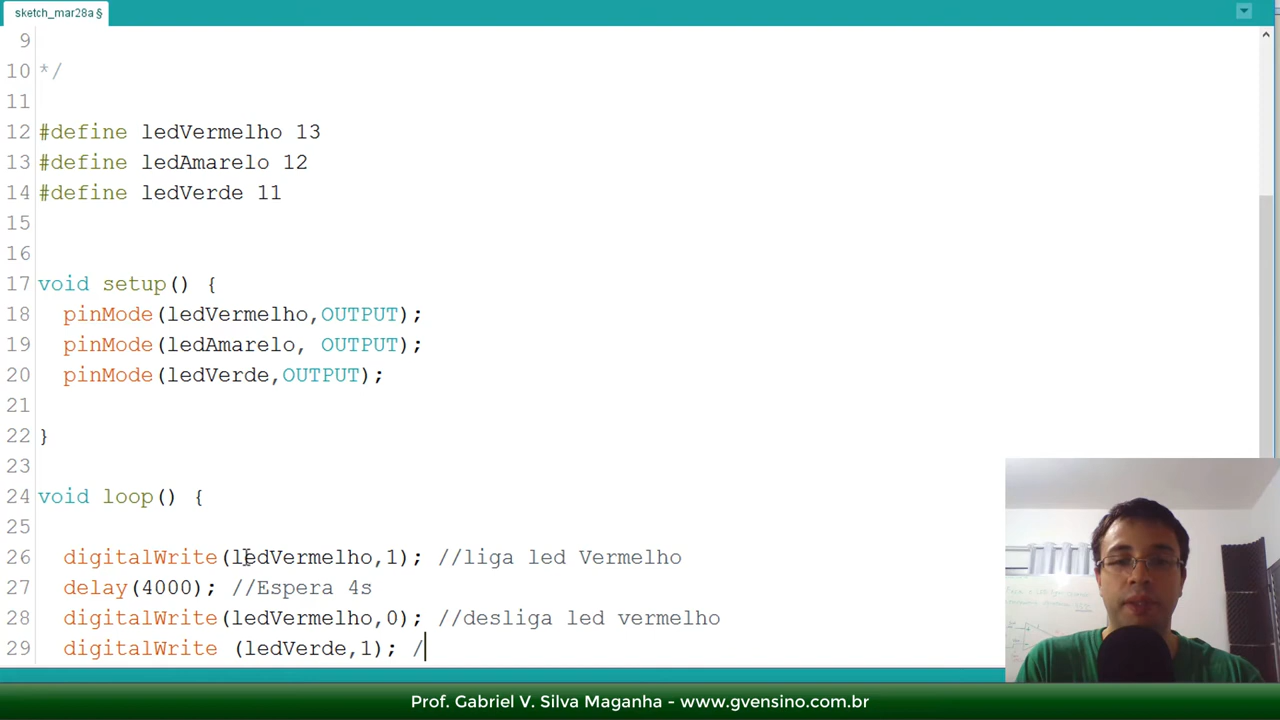 sketch_mar28a §
9
10 */
11
12 #define ledVermelho 13
13 #define ledAmarelo 12
14 #define ledVerde 11
15
16
17 void setup() {
18 pinMode(ledVermelho,OUTPUT);
19 pinMode(ledAmarelo, OUTPUT);
20 pinMode(ledVerde,OUTPUT);
21
22 }
23
24 void loop() {
25
26 digitalWrite(ledVermelho,1); //liga led Vermelho
27 delay(4000); //Espera 4s
28 digitalWrite(ledVermelho,0); //desliga led vermelho
29 digitalWrite (ledVerde,1); /
Prof. Gabriel V. Silva Maganha - www.gvensino.com.br